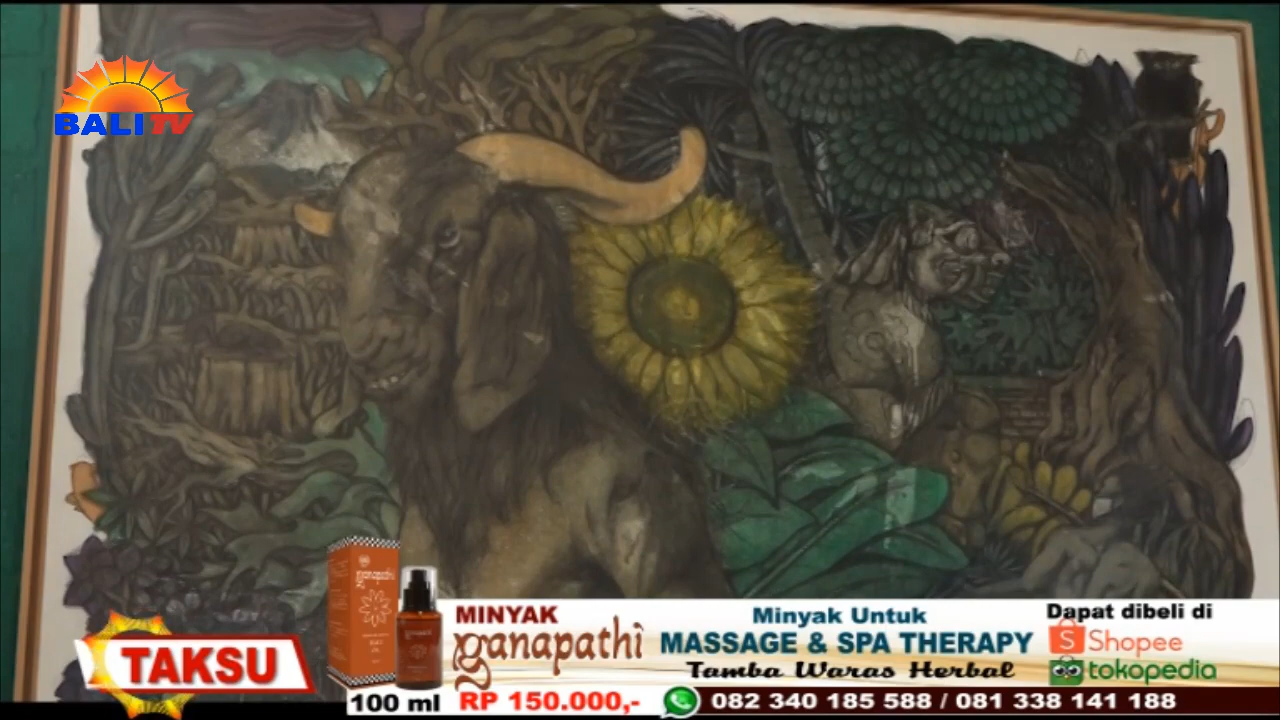 BALI TV
TAKSU
ganapathi
MINYAK
ganapathi
Minyak Untuk
MASSAGE & SPA THERAPY
Tamba Waras Herbal
Dapat dibeli di
Shopee
tokopedia
100 ml
RP 150.000,-
082 340 185 588 / 081 338 141 188